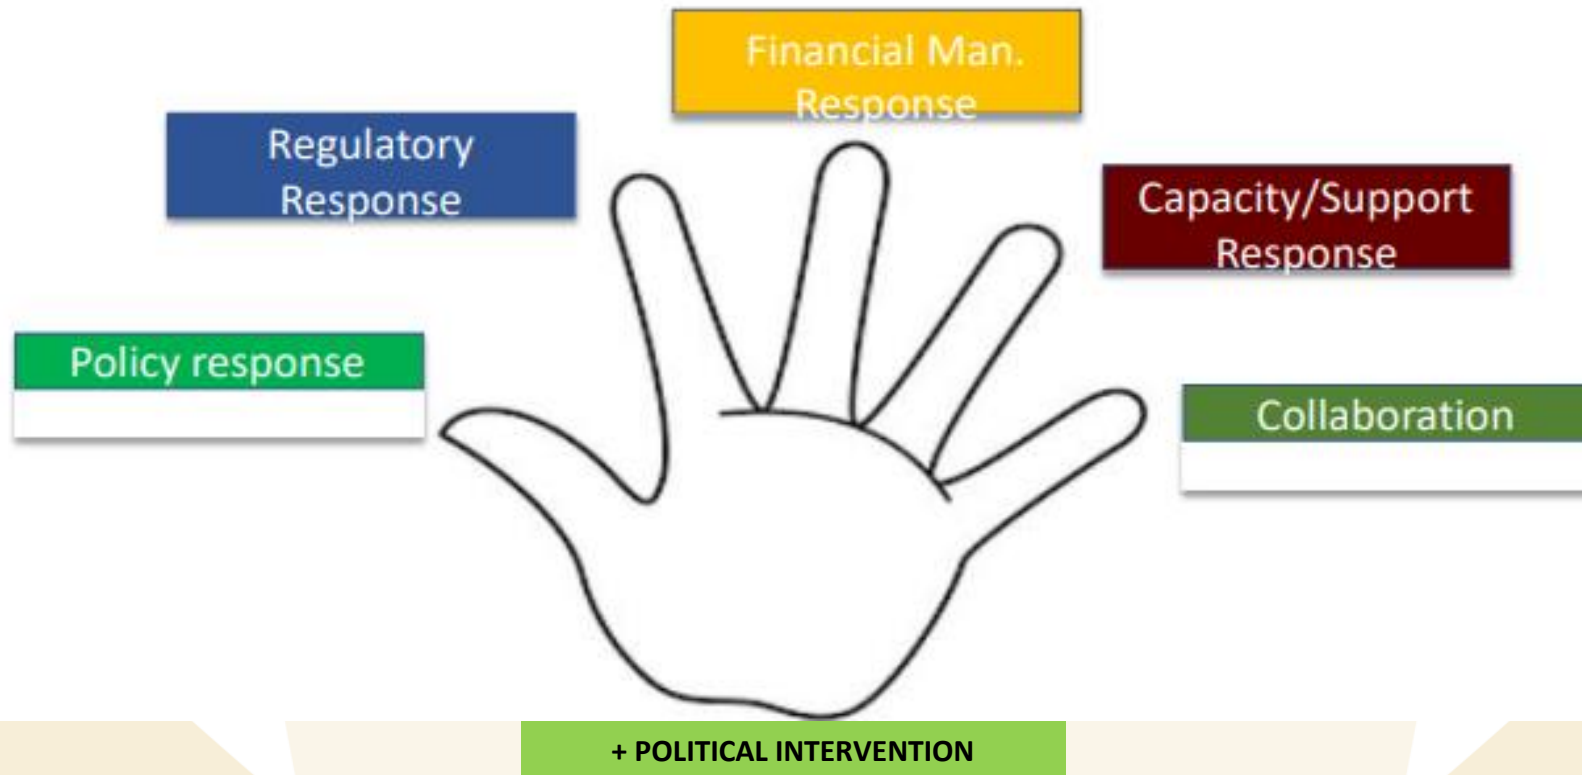 Financial Man.
Response
Regulatory
Response
Capacity/Support
Response
Policy response
Collaboration
+ POLITICAL INTERVENTION